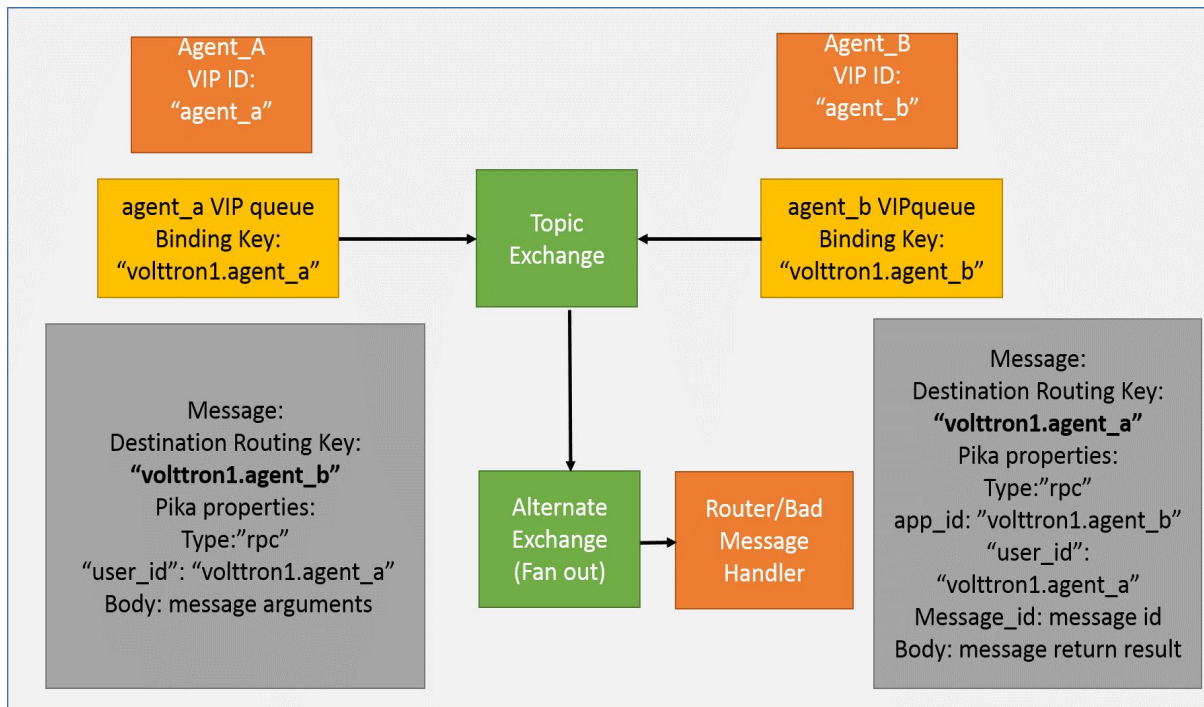 Agent_A
VIP ID:
“agent_a”
Agent_B
VIP ID:
“agent_b”
agent_a VIP queue
Binding Key:
“volttron1.agent_a”
Topic
Exchange
agent_b VIPqueue
Binding Key:
“volttron1.agent_b”
Message:
Destination Routing Key:
“volttron1.agent_b”
Pika properties:
Type:”rpc”
“user_id”: “volttron1.agent_a”
Body: message arguments
Alternate
Exchange
(Fan out)
Router/Bad
Message
Handler
Message:
Destination Routing Key:
“volttron1.agent_a”
Pika properties:
Type:”rpc”
app_id: ”volttron1.agent_b”
“user_id”:
“volttron1.agent_a”
Message_id: message id
Body: message return result